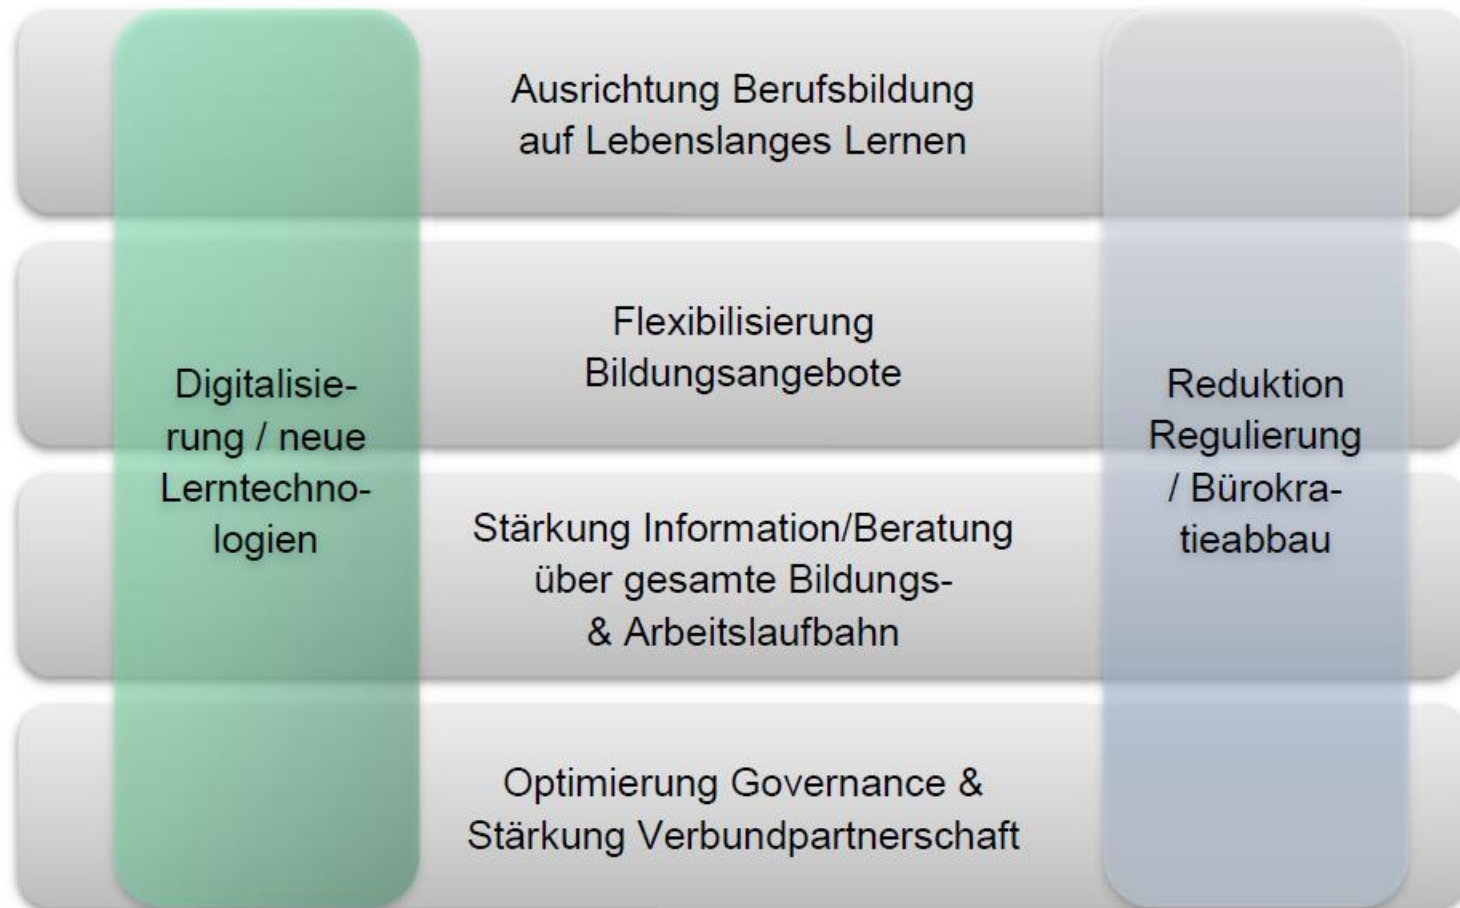 Ausrichtung Berufsbildung
auf Lebenslanges Lernen
Flexibilisierung
Bildungsangebote
Stärkung Information/Beratung
über gesamte Bildungs-
& Arbeitslaufbahn
Optimierung Governance &
Stärkung Verbundpartnerschaft
Digitalisie-
rung / neue
Lerntechno-
logien
Reduktion
Regulierung
/ Bürokra-
tieabbau